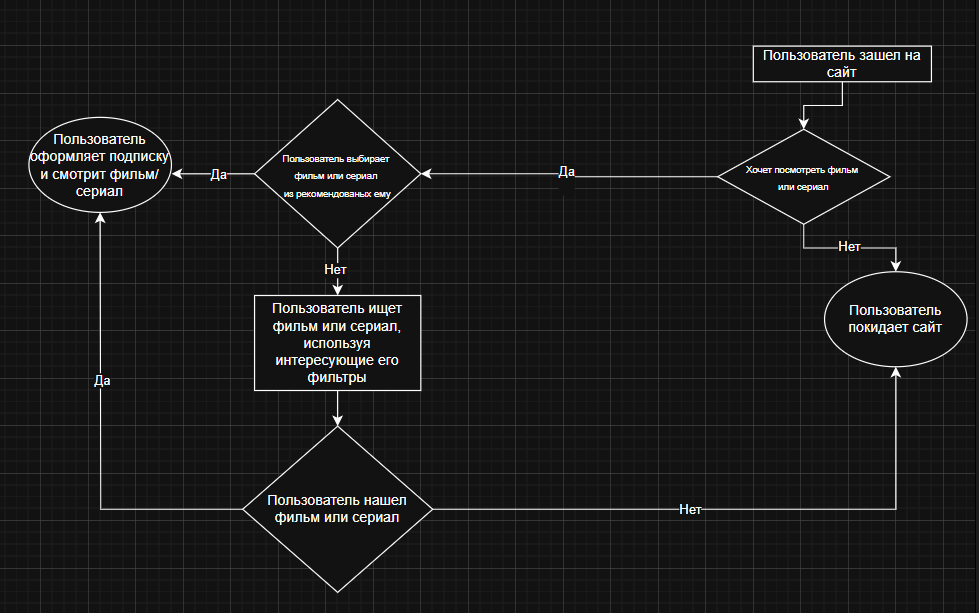 Пользователь зашел на
сайт
Хочет посмотреть фильм
или сериал
Да
Нет
Пользователь
покидает сайт
Пользователь выбирает
фильм или сериал
из рекомендованых ему
Да
Нет
Пользователь
оформляет подписку
и смотрит фильм/
сериал
Пользователь ищет
фильм или сериал,
используя
интересующие его
фильтры
Пользователь нашел
фильм или сериал
Да
Нет